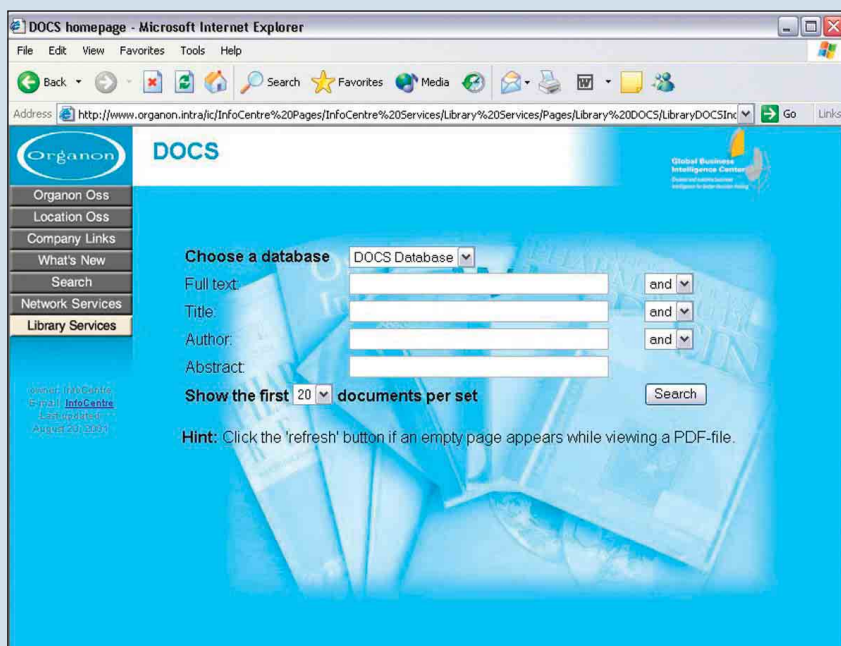 DOCS homepage - Microsoft Internet Explorer
File Edit View Favorites Tools Help
Back Search Favorites Media
Address http://www.organon.intra/ic/InfoCentre%20Pages/InfoCentre%20Services/Library%20Services/Pages/Library%20DOCS/LibraryDOCSInc Go Links
Organon
DOCS
Global Business
Intelligence Center
Organon Oss
Location Oss
Company Links
What's New
Search
Network Services
Library Services
InfoCentre
E-mail: InfoCentre
Last updated:
Choose a database DOCS Database
Full text: and
Title: and
Author: and
Abstract:
Show the first 20 documents per set Search
Hint: Click the 'refresh' button if an empty page appears while viewing a PDF-file.